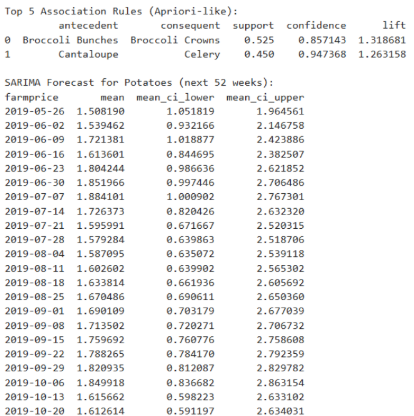 Top 5 Association Rules (Apriori-like):
antecedent consequent support confidence lift
0 Broccoli Bunches Broccoli Crowns 0.525 0.857143 1.318681
1 Cantaloupe Celery 0.450 0.947368 1.263158
SARIMA Forecast for Potatoes (next 52 weeks):
farmprice mean mean_ci_lower mean_ci_upper
2019-05-26 1.508190 1.051819 1.964561
2019-06-02 1.539462 0.932166 2.146758
2019-06-09 1.721381 1.018877 2.423886
2019-06-16 1.613601 0.844695 2.382507
2019-06-23 1.804244 0.986636 2.621852
2019-06-30 1.851966 0.997446 2.706486
2019-07-07 1.884101 1.000902 2.767301
2019-07-14 1.726373 0.820426 2.632320
2019-07-21 1.595991 0.671667 2.520315
2019-07-28 1.579284 0.639863 2.518706
2019-08-04 1.587095 0.635072 2.539118
2019-08-11 1.602602 0.639902 2.565302
2019-08-18 1.633814 0.661936 2.605692
2019-08-25 1.670486 0.690611 2.650360
2019-09-01 1.690109 0.703179 2.677039
2019-09-08 1.713502 0.720271 2.706732
2019-09-15 1.759692 0.760776 2.758608
2019-09-22 1.788265 0.784170 2.792359
2019-09-29 1.820935 0.812087 2.829782
2019-10-06 1.849918 0.836682 2.863154
2019-10-13 1.615662 0.598223 2.633102
2019-10-20 1.612614 0.591197 2.634031